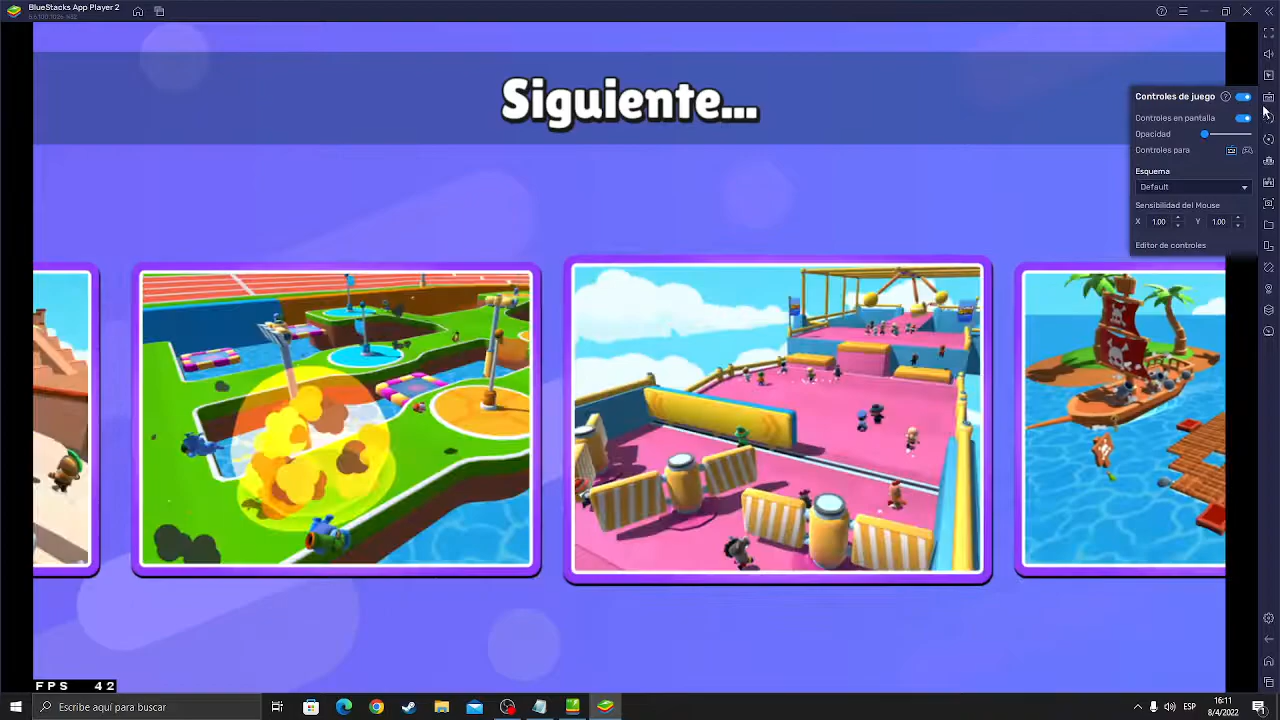 BlueStacks App Player 2
Siguiente...
Controles de juego
Controles en pantalla
Opacidad
Controles para
Esquema
Default
Sensibilidad del Mouse
X 1.00 Y 1.00
Editor de controles
FPS 42
Escribe aquí para buscar
ESP
16:11
8/4/2022